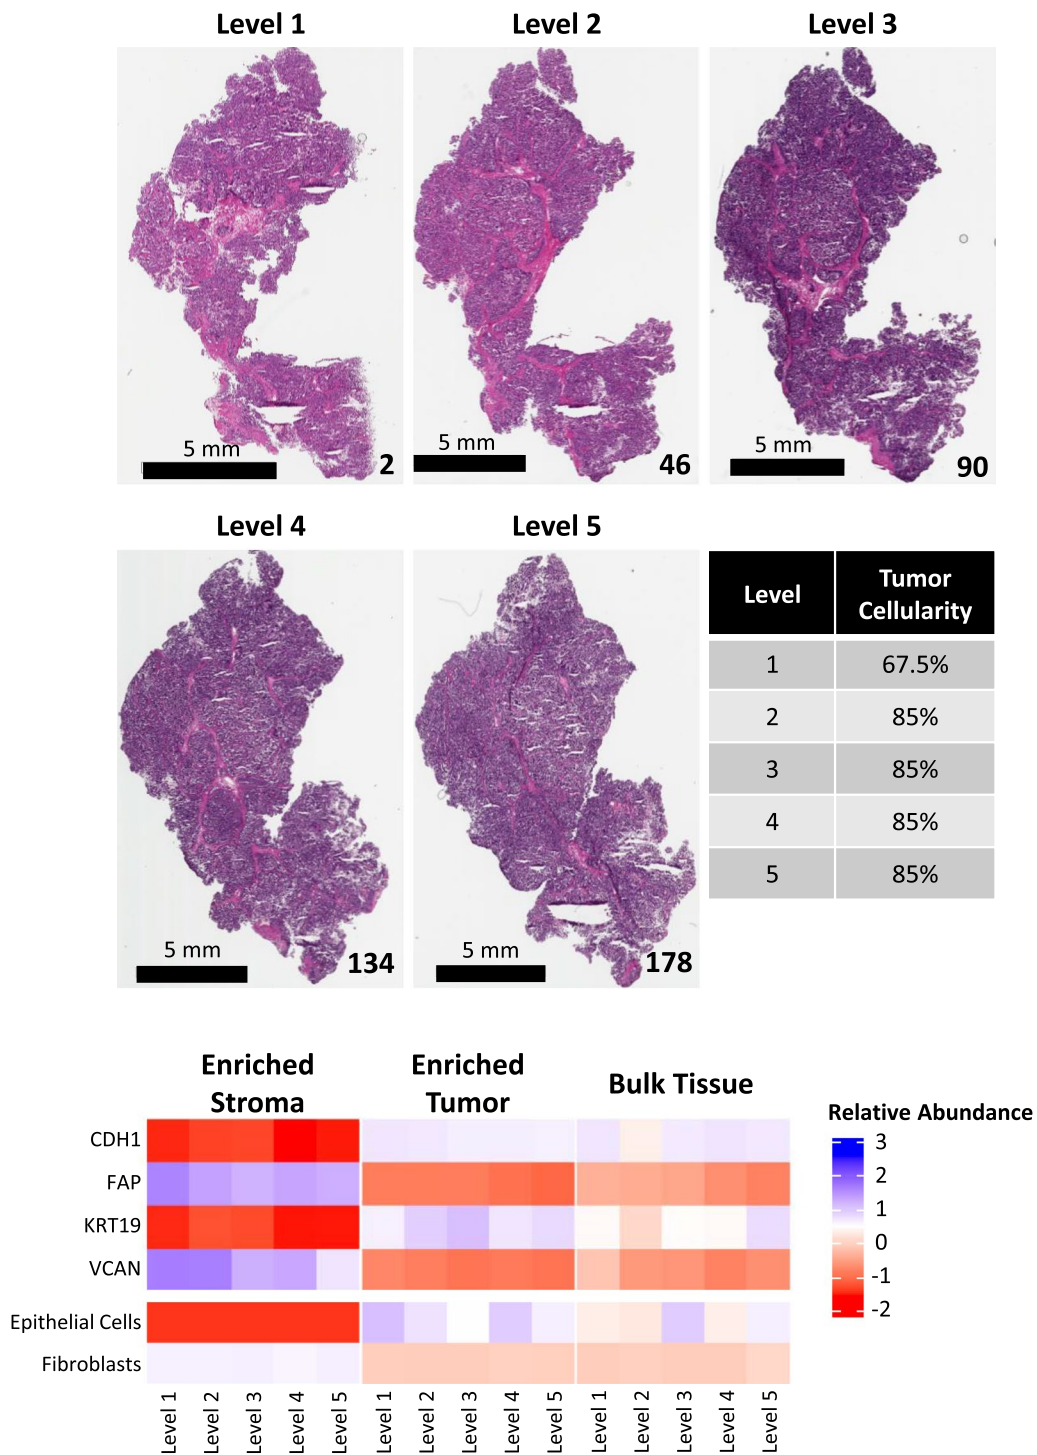 Level 1
Level 2
Level 3
5 mm
2
5 mm
46
5 mm
90
Level 4
Level 5
5 mm
134
5 mm
178
Level
Tumor
Cellularity
1
67.5%
2
85%
3
85%
4
85%
5
85%
Enriched
Stroma
Enriched
Tumor
Bulk Tissue
CDH1
FAP
KRT19
VCAN
Epithelial Cells
Fibroblasts
Level 1
Level 2
Level 3
Level 4
Level 5
Level 1
Level 2
Level 3
Level 4
Level 5
Level 1
Level 2
Level 3
Level 4
Level 5
Relative Abundance
3
2
1
0
-1
-2